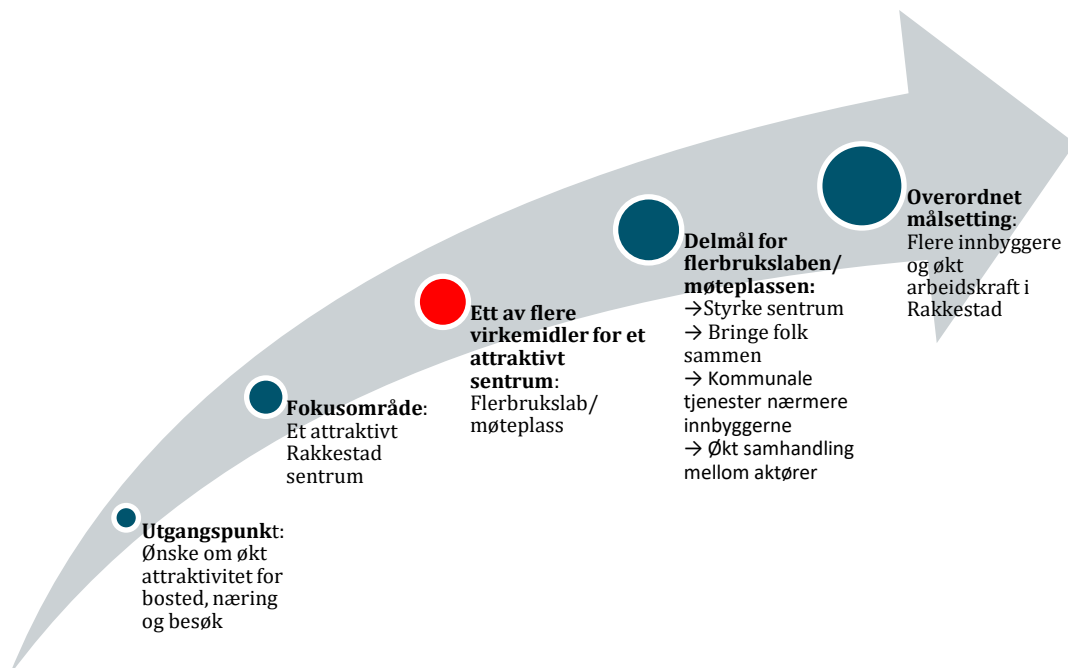 Utgangspunkt:
Ønske om økt
attraktivitet for
bosted, næring
og besøk
Fokusområde:
Et attraktivt
Rakkestad
sentrum
Ett av flere
virkemidler for et
attraktivt
sentrum:
Flerbrukslab/
møteplass
Delmål for
flerbrukslaben/
møteplassen:
→Styrke sentrum
→ Bringe folk
sammen
→ Kommunale
tjenester nærmere
innbyggerne
→ Økt samhandling
mellom aktører
Overordnet
målsetting:
Flere innbyggere
og økt
arbeidskraft i
Rakkestad